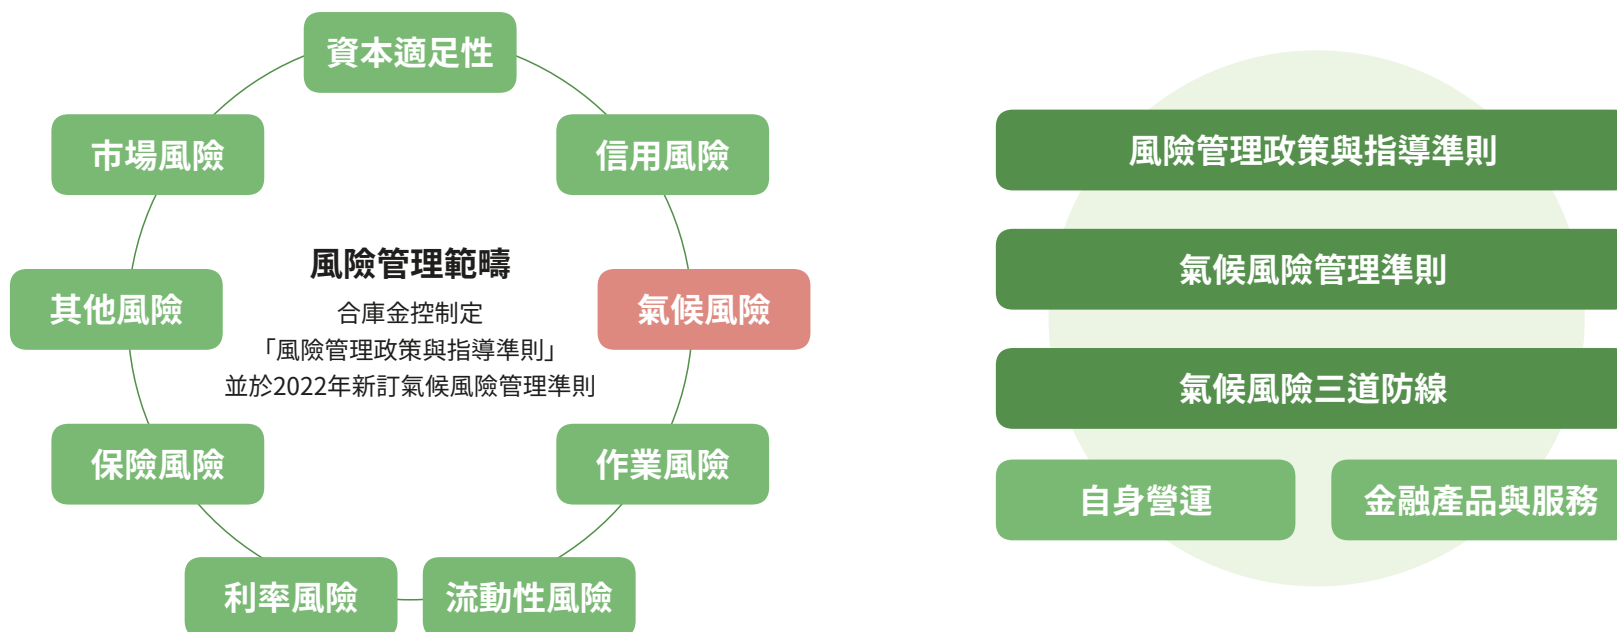 資本適足性
市場風險
信用風險
其他風險
風險管理範疇
合庫金控制定
「風險管理政策與指導準則」
並於2022年新訂氣候風險管理準則
氣候風險
保險風險
作業風險
利率風險
流動性風險
風險管理政策與指導準則
氣候風險管理準則
氣候風險三道防線
自身營運
金融產品與服務